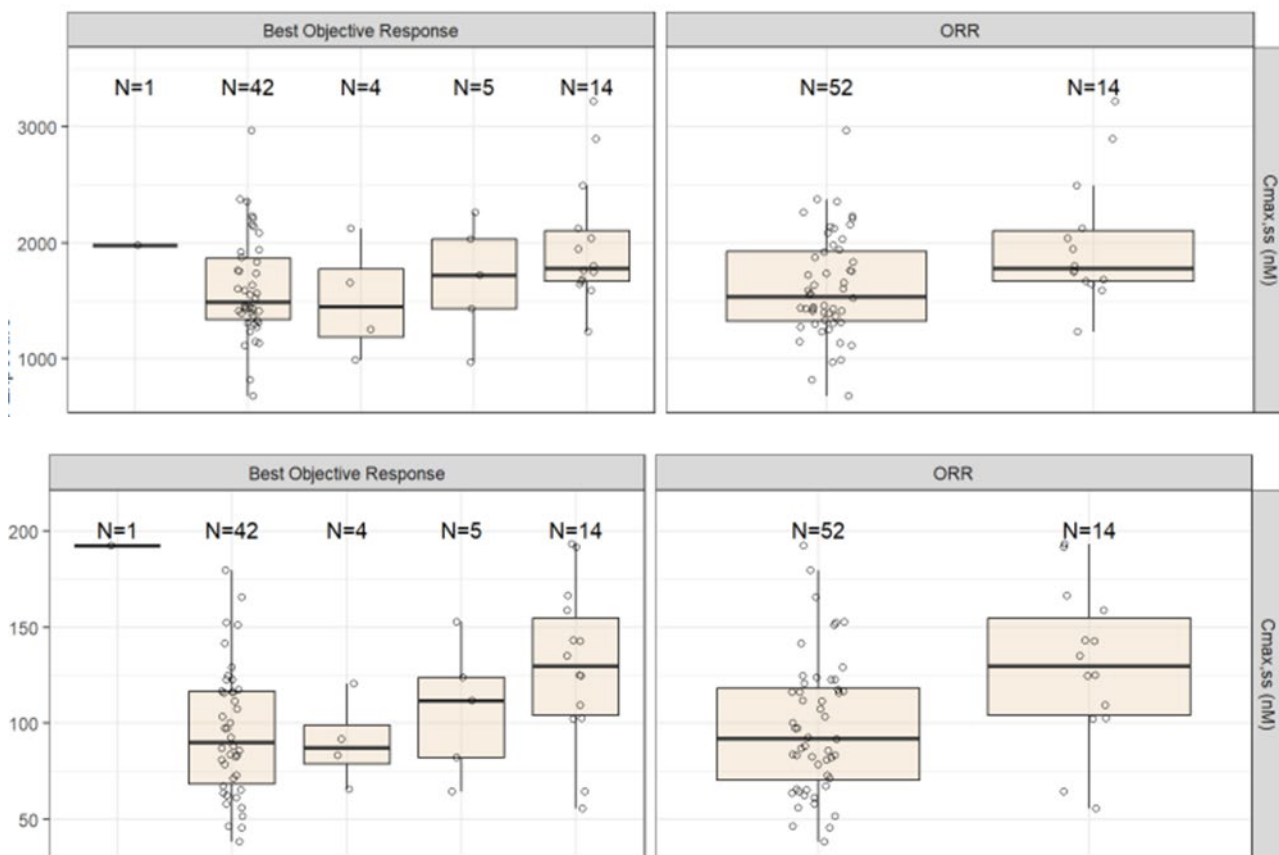 Best Objective Response ORR
N=1 N=42 N=4 N=5 N=14 N=52 N=14
3000
2000
1000
Cmax,ss (nM)
Best Objective Response ORR
200 N=1 N=42 N=4 N=5 N=14 N=52 N=14
150
100
50
Cmax,ss (nM)